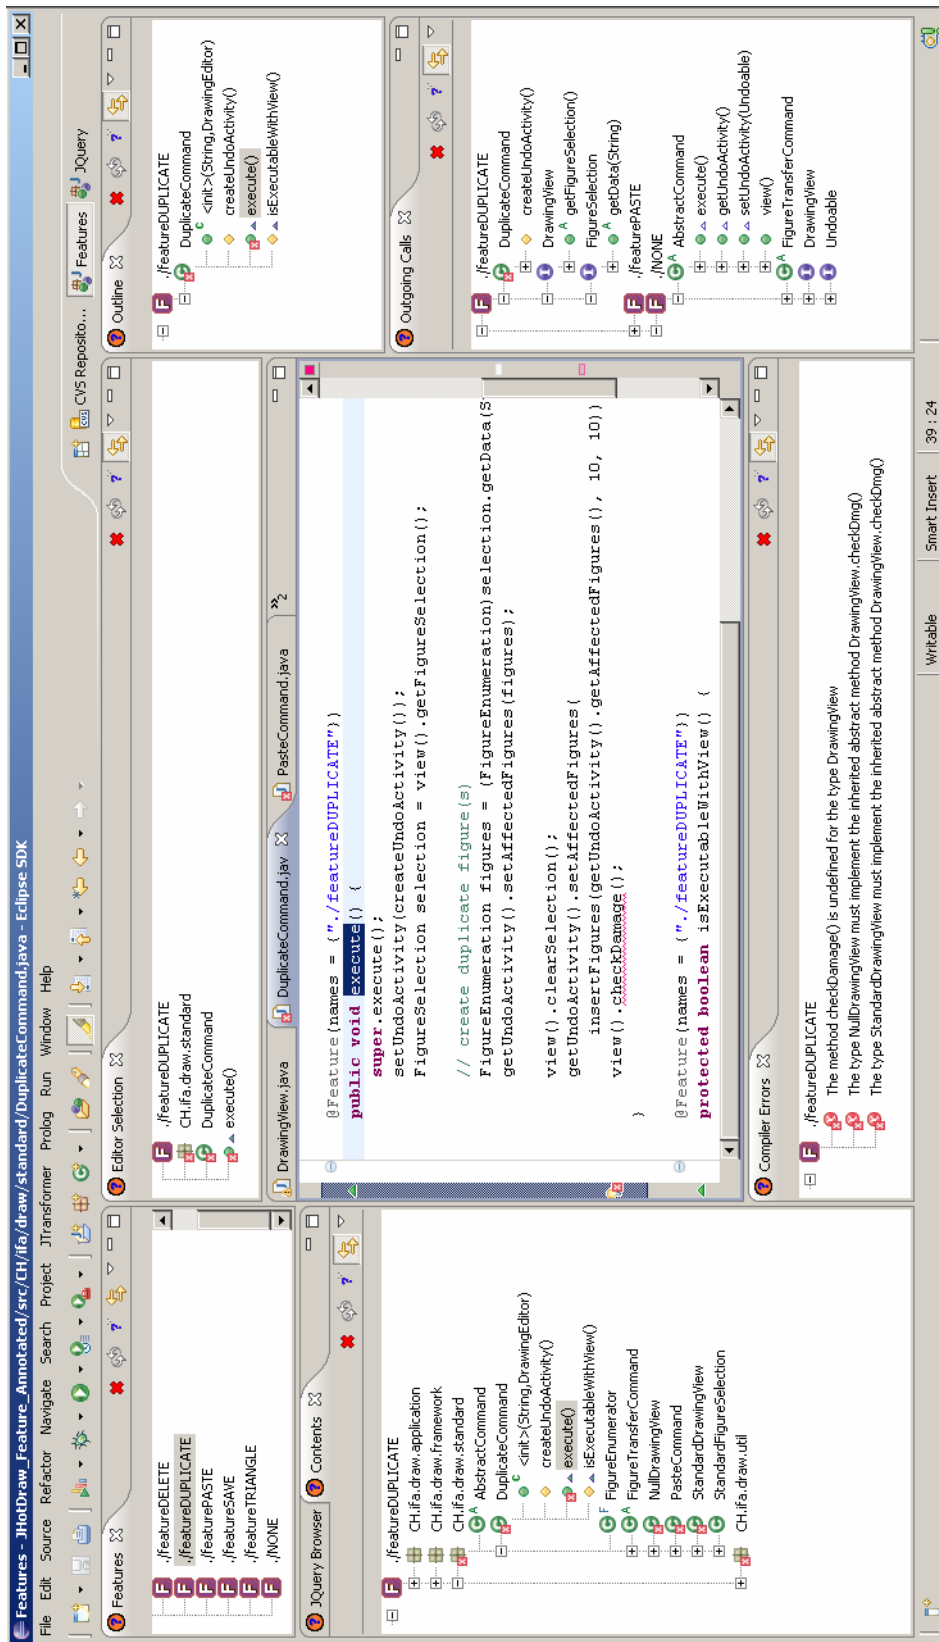 Features - JHotDraw_Feature_Annotated/src/CH/ifa/draw/standard/DuplicateCommand.java - Eclipse SDK
File Edit Source Refactor Navigate Search Project JTransformer Prolog Run Window Help
CVS Reposito... Features JQuery
Features
./featureDELETE
./featureDUPLICATE
./featurePASTE
./featureSAVE
./featureTRIANGLE
./NONE
JQuery Browser Contents
./featureDUPLICATE
CH.ifa.draw.application
CH.ifa.draw.framework
CH.ifa.draw.standard
AbstractCommand
DuplicateCommand
<init>(String,DrawingEditor)
createUndoActivity()
execute()
isExecutableWithView()
FigureEnumerator
FigureTransferCommand
NullDrawingView
PasteCommand
StandardDrawingView
StandardFigureSelection
CH.ifa.draw.util
Editor Selection
./featureDUPLICATE
CH.ifa.draw.standard
DuplicateCommand
execute()
DrawingView.java DuplicateCommand.jav PasteCommand.java »2
@Feature(names = {"./featureDUPLICATE"})
public void execute() {
super.execute();
setUndoActivity(createUndoActivity());
FigureSelection selection = view().getFigureSelection();
// create duplicate figure(s)
FigureEnumeration figures = (FigureEnumeration)selection.getData(S
getUndoActivity().setAffectedFigures(figures);
view().clearSelection();
getUndoActivity().setAffectedFigures(
insertFigures(getUndoActivity().getAffectedFigures(), 10, 10))
view().checkDamage();
}
@Feature(names = {"./featureDUPLICATE"})
protected boolean isExecutableWithView() {
Compiler Errors
./featureDUPLICATE
The method checkDamage() is undefined for the type DrawingView
The type NullDrawingView must implement the inherited abstract method DrawingView.checkDmg()
The type StandardDrawingView must implement the inherited abstract method DrawingView.checkDmg()
Outline
./featureDUPLICATE
DuplicateCommand
<init>(String,DrawingEditor)
createUndoActivity()
execute()
isExecutableWithView()
Outgoing Calls
./featureDUPLICATE
DuplicateCommand
createUndoActivity()
DrawingView
getFigureSelection()
FigureSelection
getData(String)
./featurePASTE
./NONE
AbstractCommand
execute()
getUndoActivity()
setUndoActivity(Undoable)
view()
FigureTransferCommand
DrawingView
Undoable
Writable Smart Insert 39 : 24